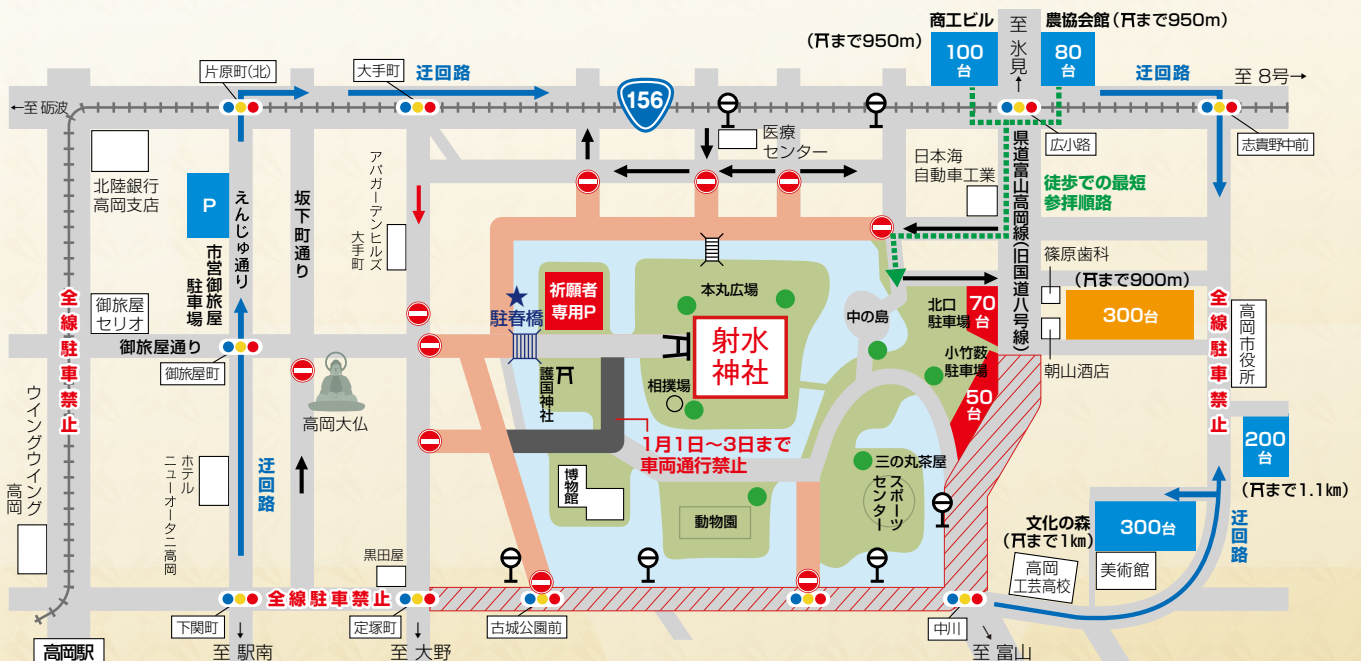 商工ビル
(⛩まで950m)
100
台
至 氷見
農協会館(⛩まで950m)
80
台
迂回路
至 8号→
片原町(北)
大手町
迂回路
156
←至 砺波
広小路
志貴野中前
医療
センター
日本海
自動車工業
県道富山高岡線(旧国道八号線)
徒歩での最短
参拝順路
北陸銀行
高岡支店
P
市営御旅屋
駐車場
えんじゅ通り
坂下町通り
アパガーデンヒルズ
大手町
篠原歯科
(⛩まで900m)
300台
朝山酒店
全線駐車禁止
高岡市役所
駐春橋
祈願者
専用P
本丸広場
中の島
北口
駐車場
70
台
射水
神社
小竹薮
駐車場
50
台
相撲場
護国神社
全線駐車禁止
御旅屋
セリオ
御旅屋通り
御旅屋町
高岡大仏
1月1日〜3日まで
車両通行禁止
三の丸茶屋
スポーツ
センター
博物館
動物園
200
台
(⛩まで1.1km)
迂回路
文化の森
(⛩まで1km)
300台
高岡
工芸高校
美術館
ウイングウイング
高岡
ホテル
ニューオータニ高岡
迂回路
黒田屋
全線駐車禁止
下関町
定塚町
古城公園前
中川
高岡駅
至 駅南
至 大野
至 富山